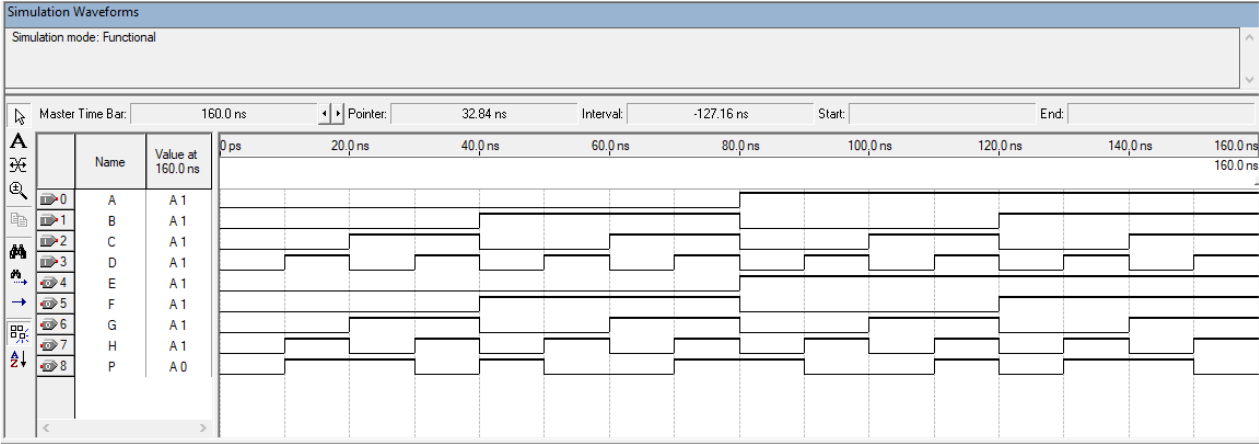 Simulation Waveforms
Simulation mode: Functional
Master Time Bar: 160.0 ns Pointer: 32.84 ns Interval: -127.16 ns Start: End:
Name Value at 160.0 ns 0 ps 20.0 ns 40.0 ns 60.0 ns 80.0 ns 100.0 ns 120.0 ns 140.0 ns 160.0 ns
160.0 ns
0 A A 1
1 B A 1
2 C A 1
3 D A 1
4 E A 1
5 F A 1
6 G A 1
7 H A 1
8 P A 0